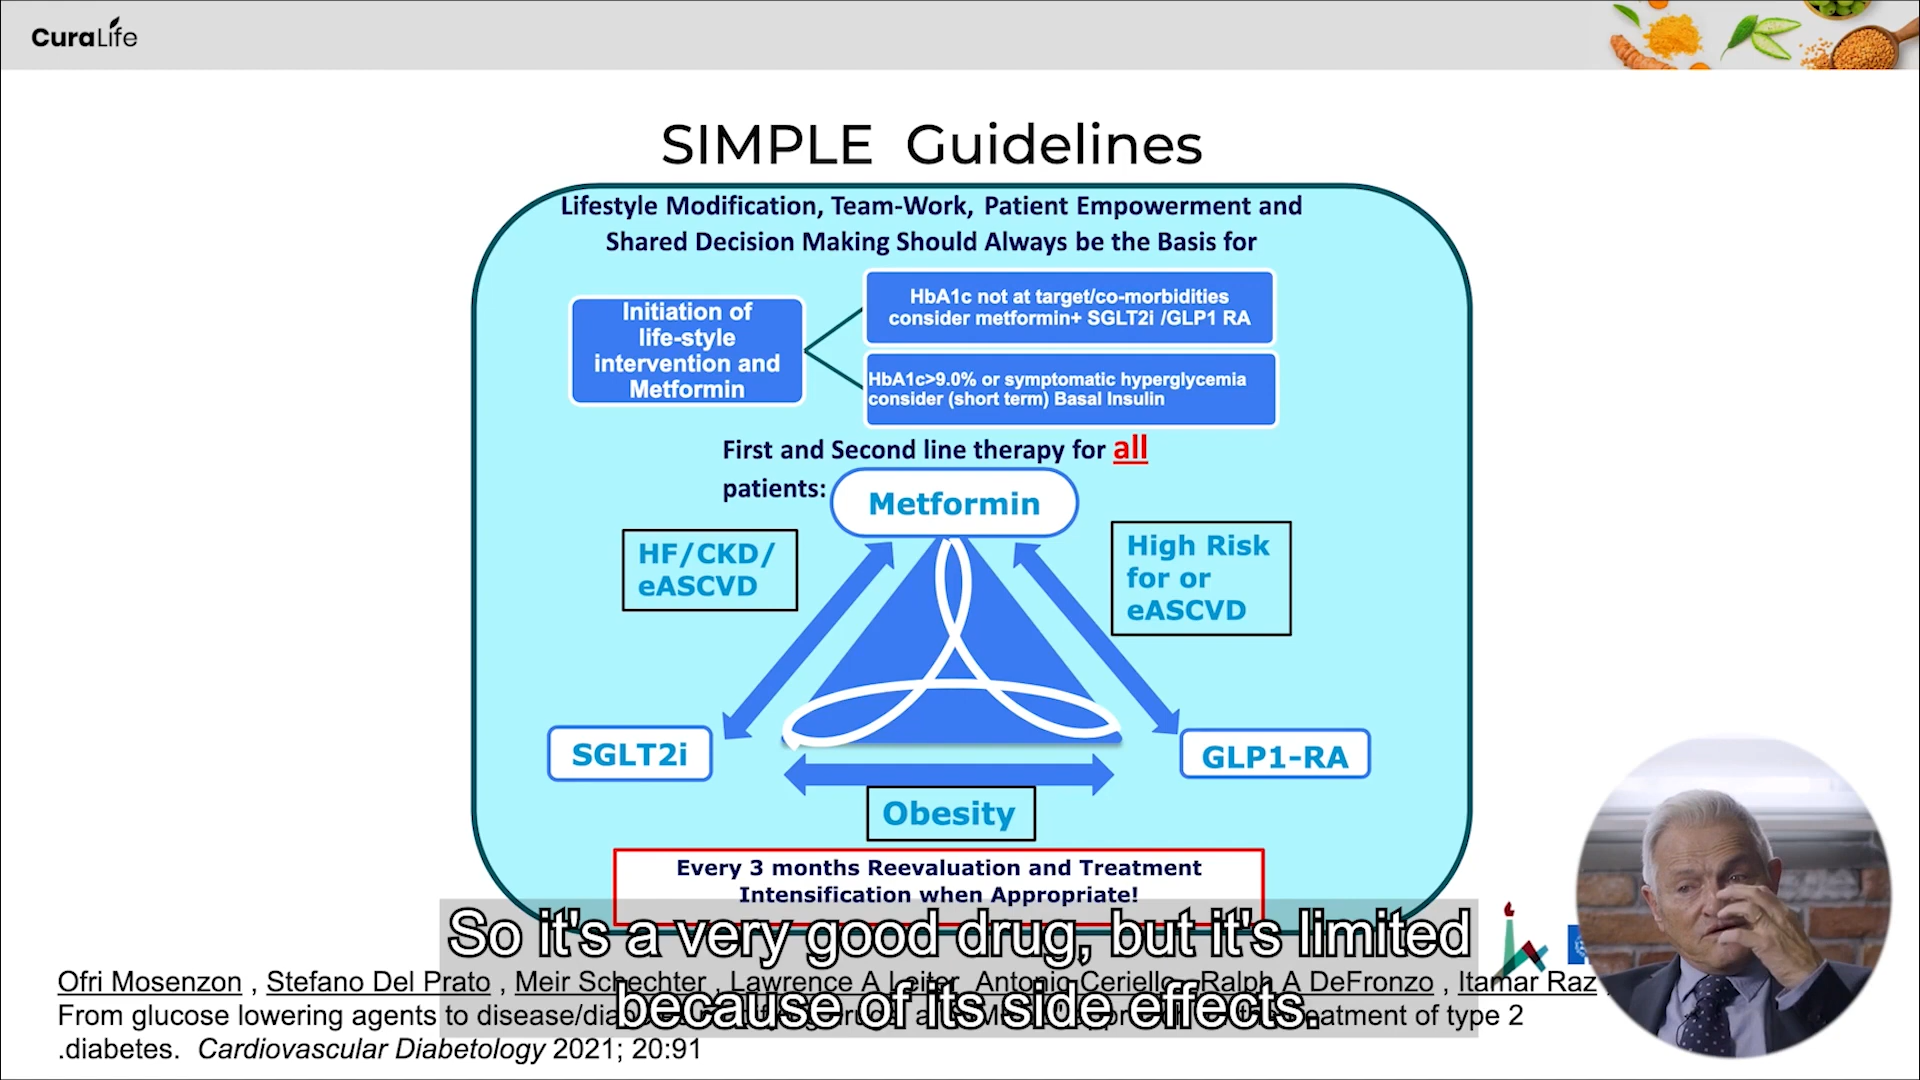 CuraLife
SIMPLE Guidelines
Lifestyle Modification, Team-Work, Patient Empowerment and
Shared Decision Making Should Always be the Basis for
Initiation of
life-style
intervention and
Metformin
HbA1c not at target/co-morbidities
consider metformin+ SGLT2i /GLP1 RA
HbA1c>9.0% or symptomatic hyperglycemia
consider (short term) Basal Insulin
First and Second line therapy for all
patients:
Metformin
HF/CKD/
eASCVD
High Risk
for or
eASCVD
SGLT2i
GLP1-RA
Obesity
Every 3 months Reevaluation and Treatment
Intensification when Appropriate!
So it's a very good drug, but it's limited
because of its side effects.
Ofri Mosenzon , Stefano Del Prato , Meir Schechter , Lawrence A Leiter, Antonio Ceriello, Ralph A DeFronzo , Itamar Raz
From glucose lowering agents to disease/ treatment of type 2
.diabetes. Cardiovascular Diabetology 2021; 20:91